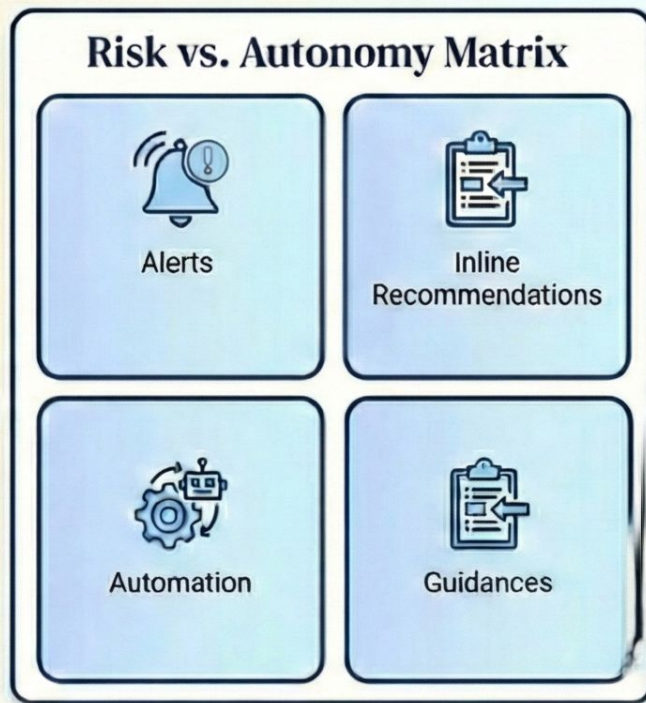 Risk vs. Autonomy Matrix
Alerts
Inline
Recommendations
Automation
Guidances